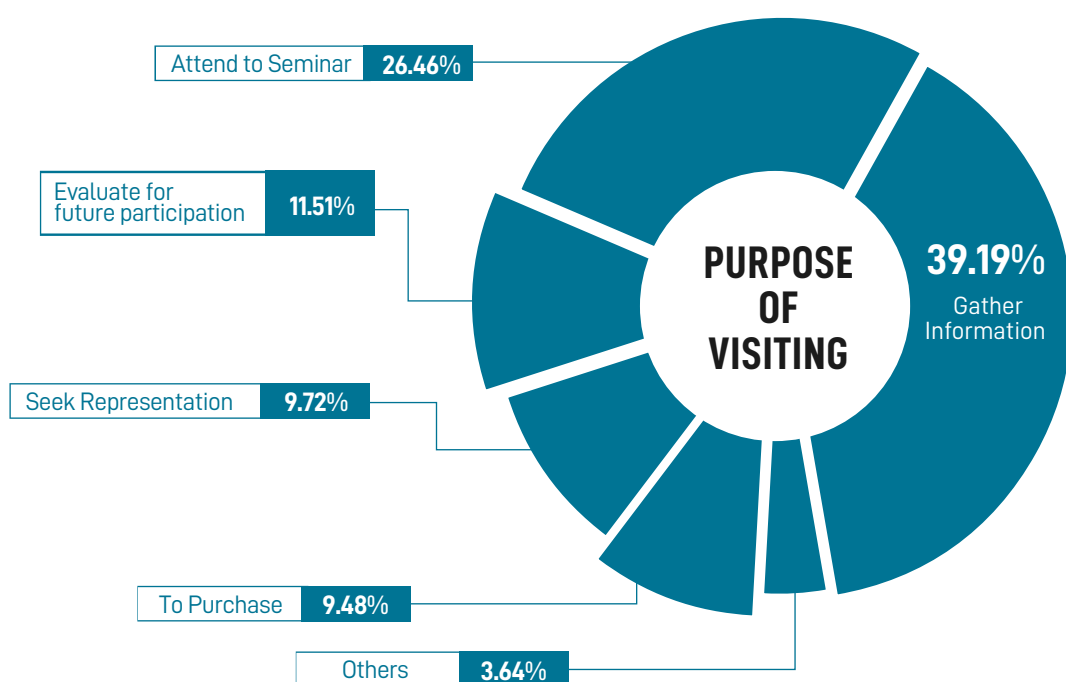 Attend to Seminar 26.46%
Evaluate for
future participation
11.51%
Seek Representation 9.72%
To Purchase 9.48%
Others 3.64%
PURPOSE
OF
VISITING
39.19%
Gather
Information